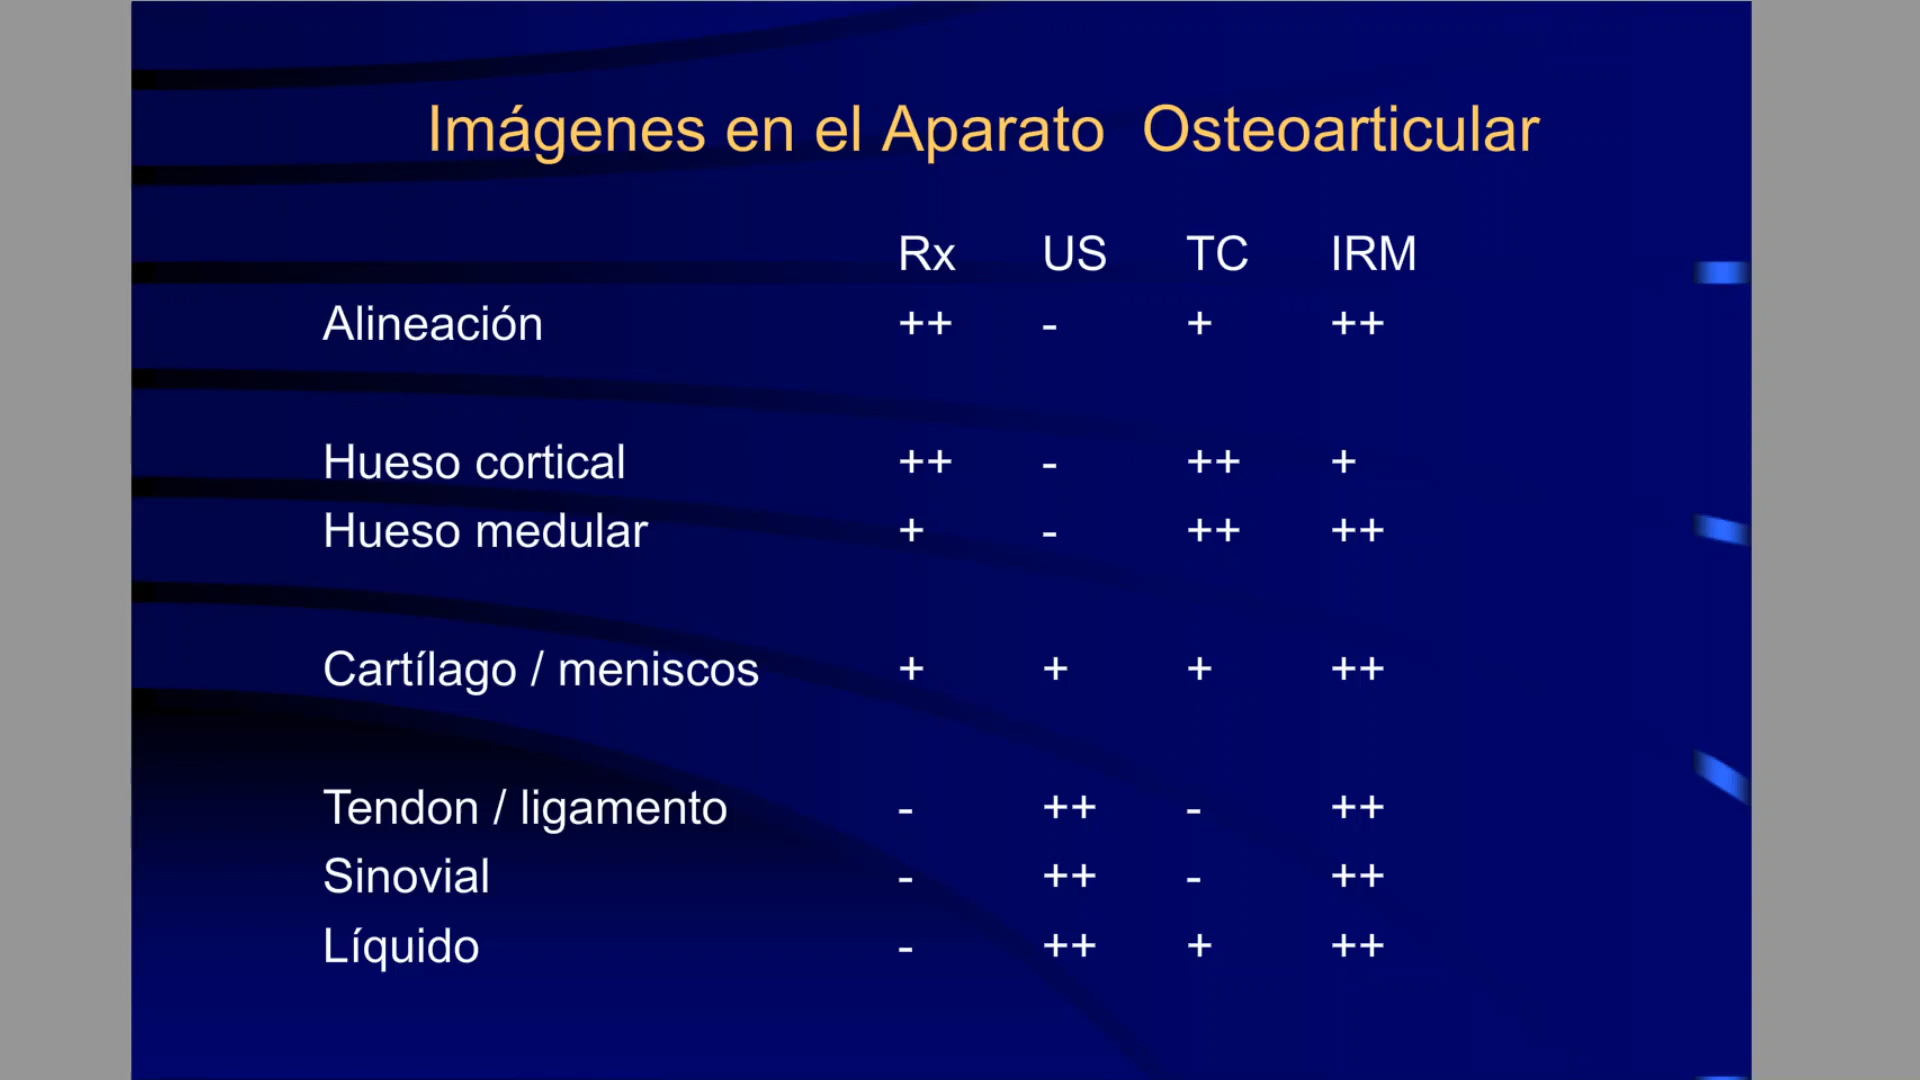 Imágenes en el Aparato Osteoarticular
Rx US TC IRM
Alineación ++ - + ++
Hueso cortical ++ - ++ +
Hueso medular + - ++ ++
Cartílago / meniscos + + + ++
Tendon / ligamento - ++ - ++
Sinovial - ++ - ++
Líquido - ++ + ++